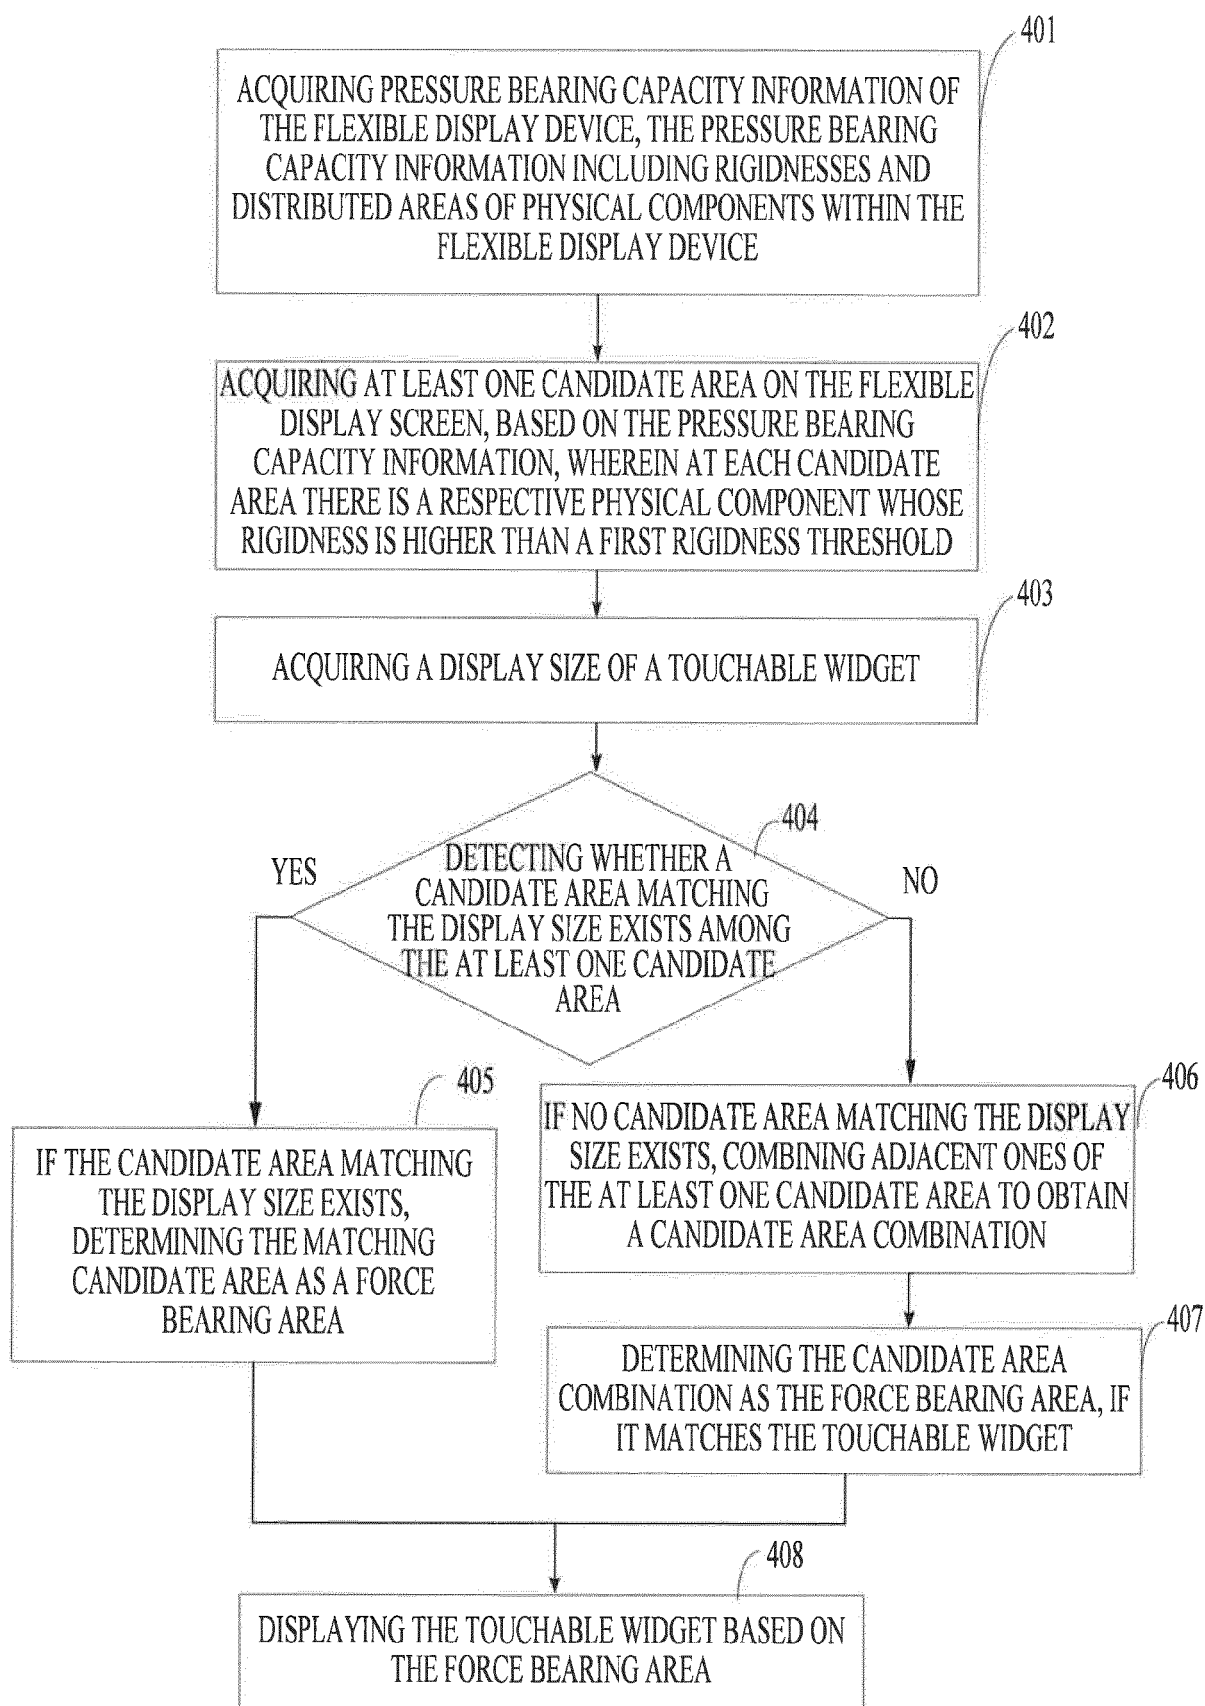 401
ACQUIRING PRESSURE BEARING CAPACITY INFORMATION OF
THE FLEXIBLE DISPLAY DEVICE, THE PRESSURE BEARING
CAPACITY INFORMATION INCLUDING RIGIDNESSES AND
DISTRIBUTED AREAS OF PHYSICAL COMPONENTS WITHIN THE
FLEXIBLE DISPLAY DEVICE
402
ACQUIRING AT LEAST ONE CANDIDATE AREA ON THE FLEXIBLE
DISPLAY SCREEN, BASED ON THE PRESSURE BEARING
CAPACITY INFORMATION, WHEREIN AT EACH CANDIDATE
AREA THERE IS A RESPECTIVE PHYSICAL COMPONENT WHOSE
RIGIDNESS IS HIGHER THAN A FIRST RIGIDNESS THRESHOLD
403
ACQUIRING A DISPLAY SIZE OF A TOUCHABLE WIDGET
404
DETECTING WHETHER A
CANDIDATE AREA MATCHING
THE DISPLAY SIZE EXISTS AMONG
THE AT LEAST ONE CANDIDATE
AREA
YES
NO
405
IF THE CANDIDATE AREA MATCHING
THE DISPLAY SIZE EXISTS,
DETERMINING THE MATCHING
CANDIDATE AREA AS A FORCE
BEARING AREA
406
IF NO CANDIDATE AREA MATCHING THE DISPLAY
SIZE EXISTS, COMBINING ADJACENT ONES OF
THE AT LEAST ONE CANDIDATE AREA TO OBTAIN
A CANDIDATE AREA COMBINATION
407
DETERMINING THE CANDIDATE AREA
COMBINATION AS THE FORCE BEARING AREA, IF
IT MATCHES THE TOUCHABLE WIDGET
408
DISPLAYING THE TOUCHABLE WIDGET BASED ON
THE FORCE BEARING AREA